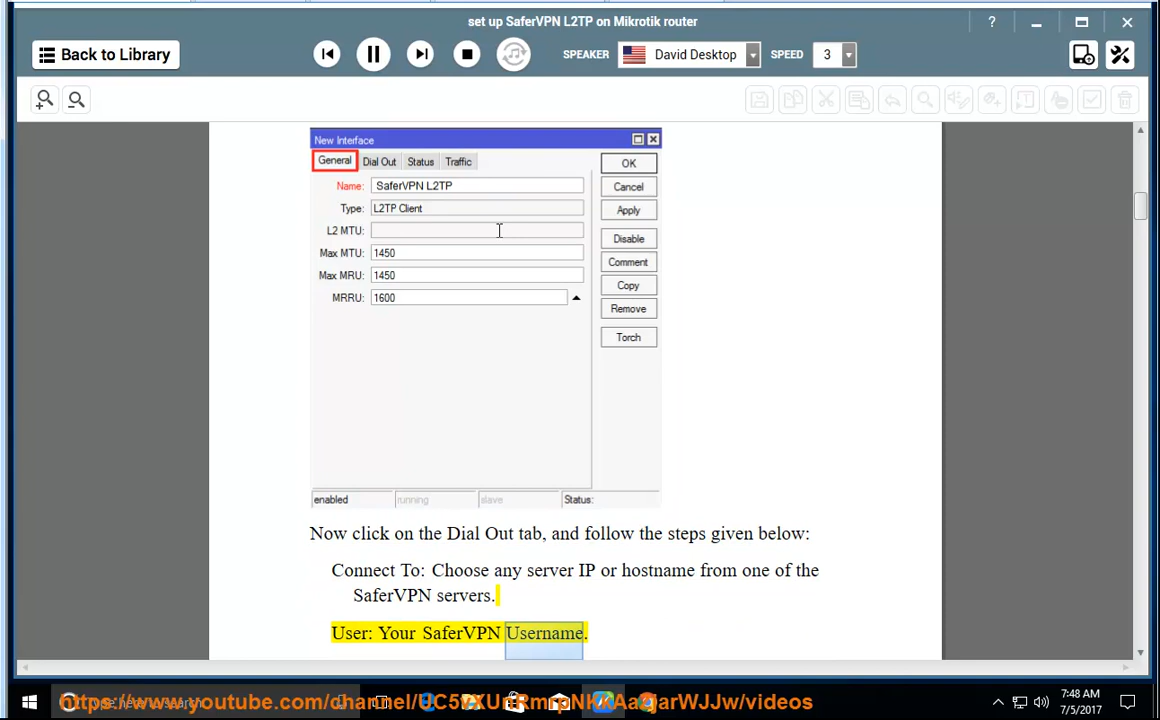 set up SaferVPN L2TP on Mikrotik router
?
Back to Library
SPEAKER
David Desktop
SPEED
3
New Interface
General
Dial Out
Status
Traffic
OK
Name:
SaferVPN L2TP
Cancel
Type:
L2TP Client
Apply
L2 MTU:
Disable
Max MTU:
1450
Comment
Max MRU:
1450
Copy
MRRU:
1600
Remove
Torch
enabled
running
slave
Status:
Now click on the Dial Out tab, and follow the steps given below:
Connect To: Choose any server IP or hostname from one of the
SaferVPN servers.
User: Your SaferVPN Username.
7:48 AM
7/5/2017